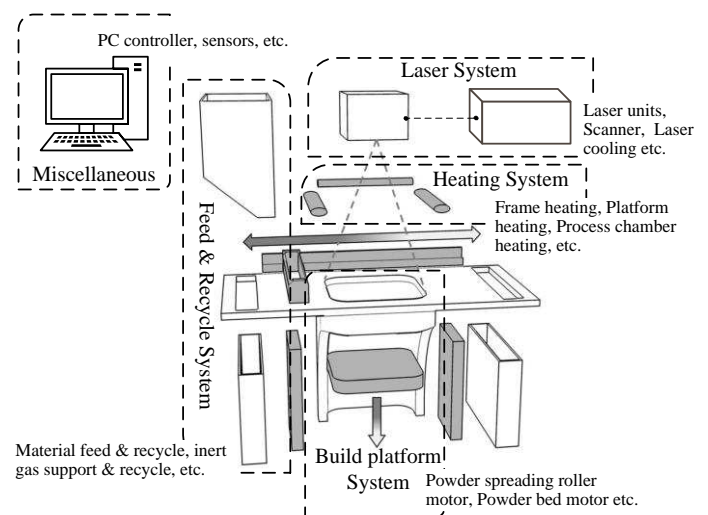 PC controller, sensors, etc.
Miscellaneous
Laser System
Laser units,
Scanner, Laser
cooling etc.
Heating System
Frame heating, Platform
heating, Process chamber
heating, etc.
Feed & Recycle System
Material feed & recycle, inert
gas support & recycle, etc.
Build platform
System
Powder spreading roller
motor, Powder bed motor etc.